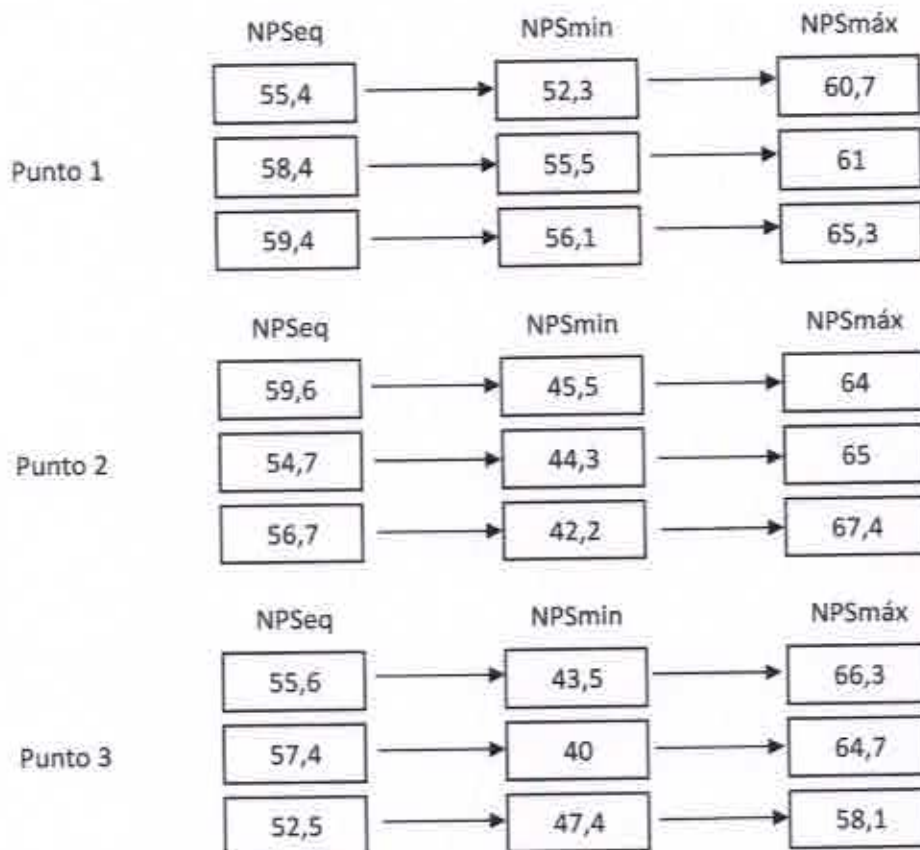 NPSeq NPSmin NPSmáx
55,4 52,3 60,7
Punto 1 58,4 55,5 61
59,4 56,1 65,3
NPSeq NPSmin NPSmáx
59,6 45,5 64
Punto 2 54,7 44,3 65
56,7 42,2 67,4
NPSeq NPSmin NPSmáx
55,6 43,5 66,3
Punto 3 57,4 40 64,7
52,5 47,4 58,1